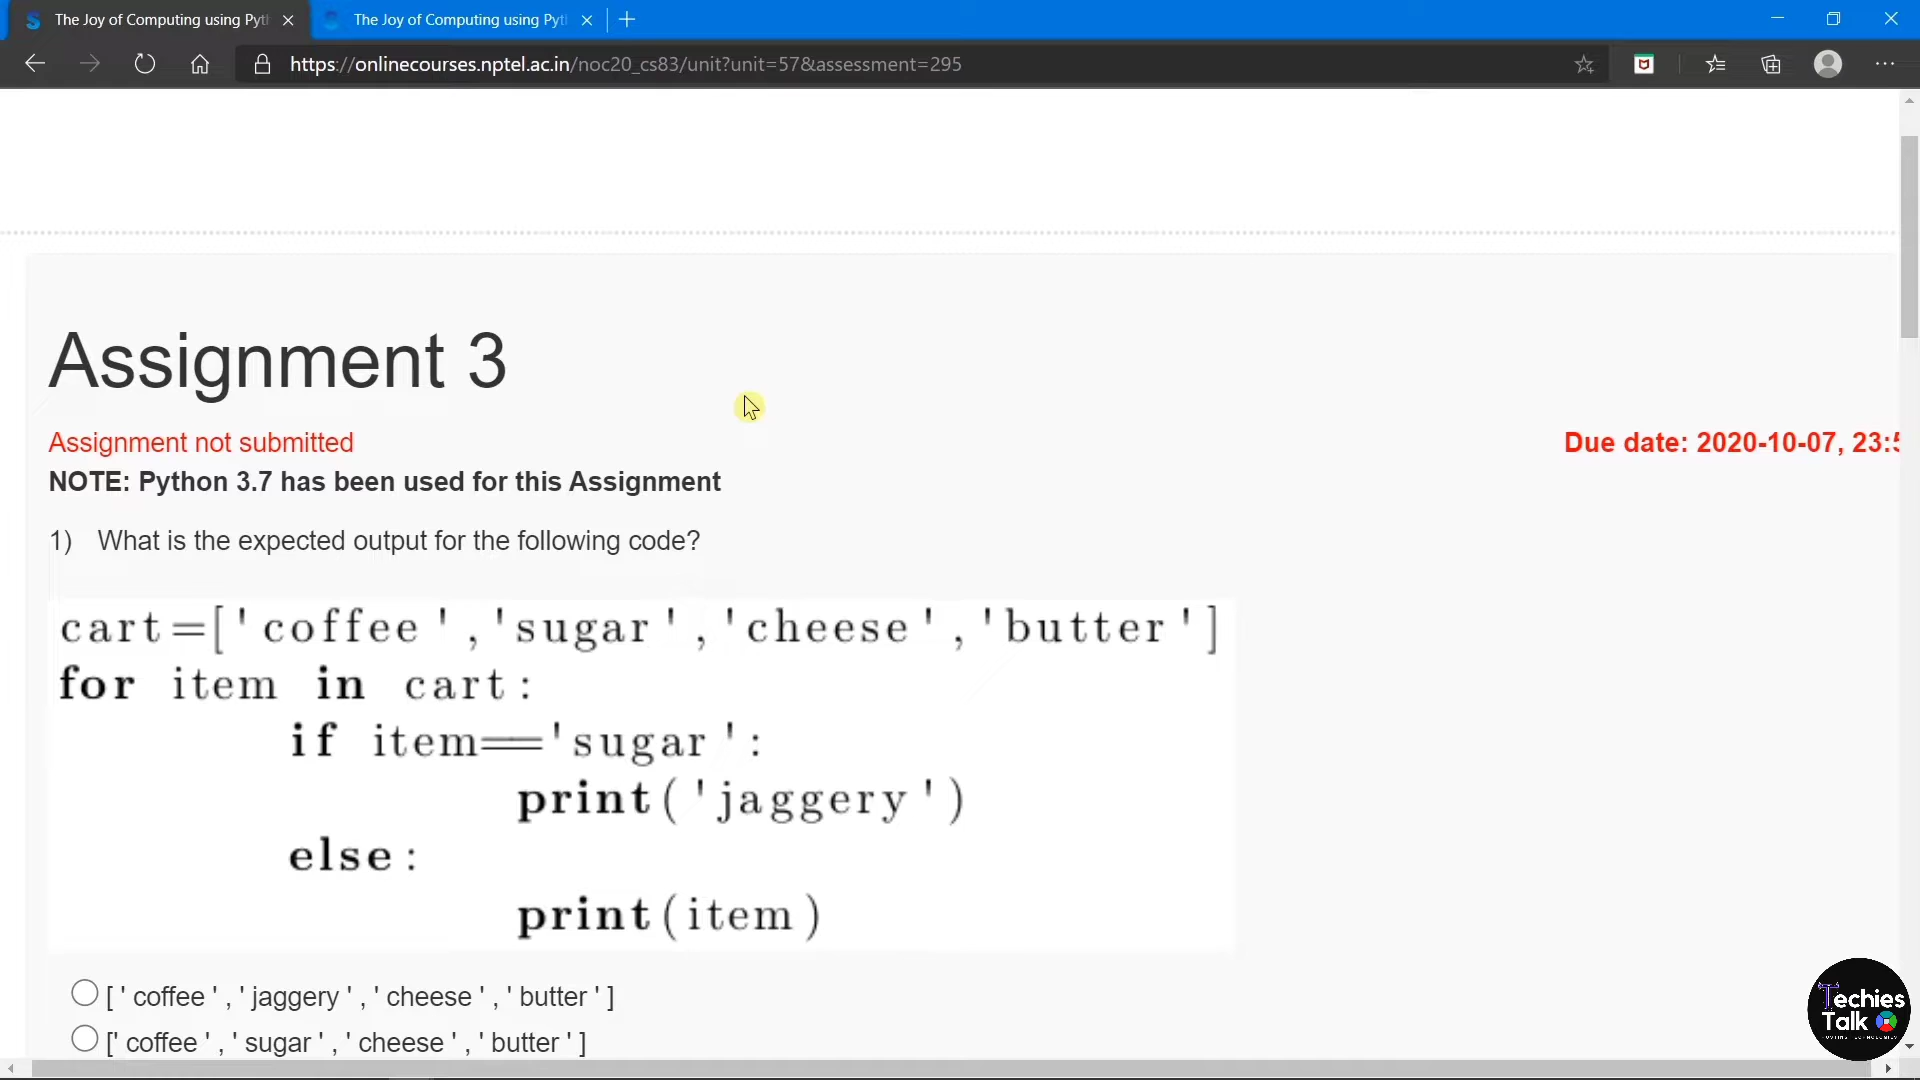 The Joy of Computing using Pyt
The Joy of Computing using Pyt
https://onlinecourses.nptel.ac.in/noc20_cs83/unit?unit=57&assessment=295
Assignment 3
Assignment not submitted
Due date: 2020-10-07, 23:5
NOTE: Python 3.7 has been used for this Assignment
1) What is the expected output for the following code?
cart=['coffee','sugar','cheese','butter']
for item in cart:
if item=='sugar':
print('jaggery')
else:
print(item)
[ ' coffee ' , ' jaggery ' , ' cheese ' , ' butter ' ]
[' coffee ' , ' sugar ' , ' cheese ' , ' butter ' ]
Techies
Talk